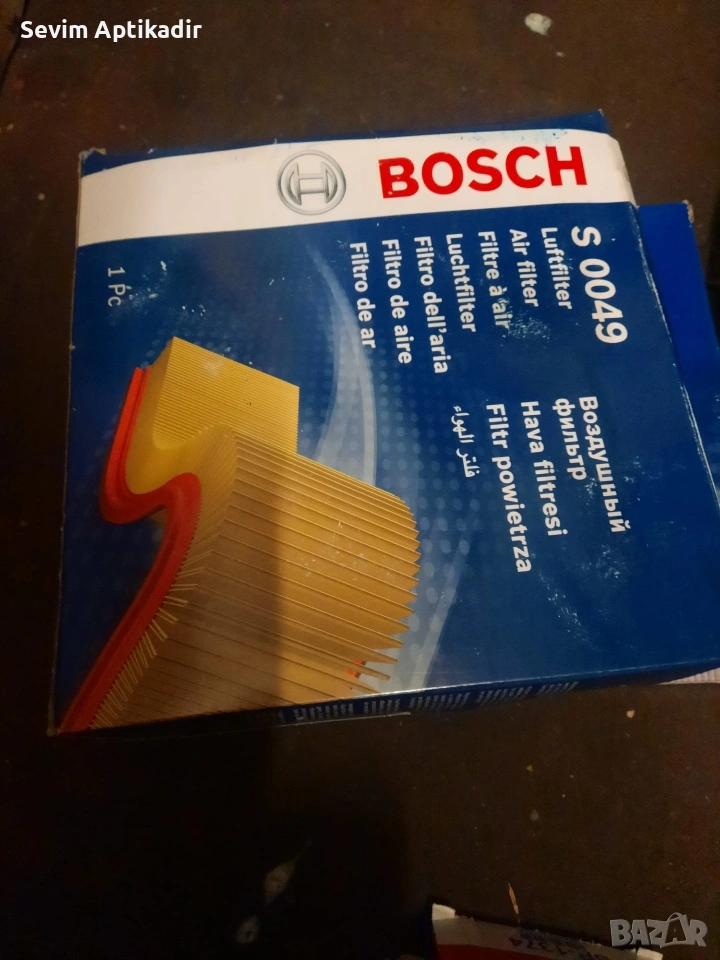 Sevim Aptikadir
BOSCH
S 0049
Luftfilter
Air filter
Filtre à air
Luchtfilter
Filtro dell'aria
Filtro de aire
Filtro de ar
Воздушный
фильтр
Hava filtresi
Filtr powietrza
فلتر الهواء
1 Pc
BAZAR